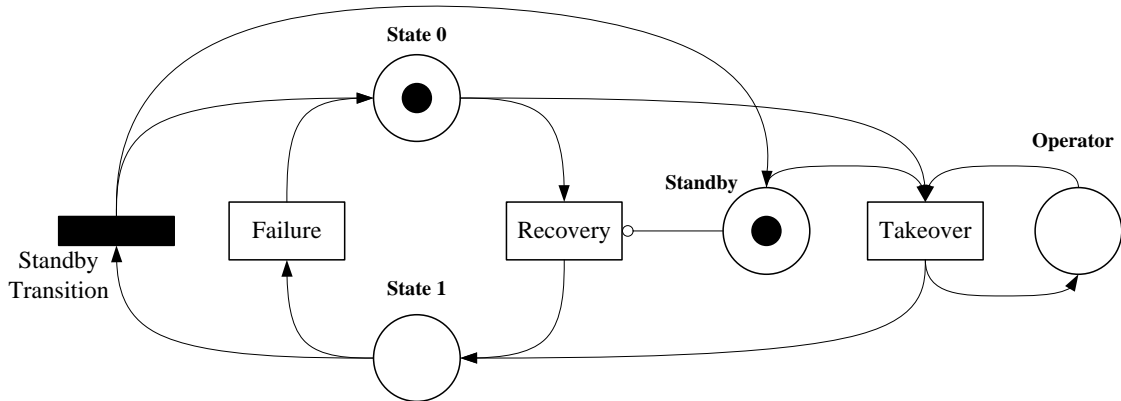 State 0
Operator
Standby
Failure
Recovery
Takeover
Standby
Transition
State 1